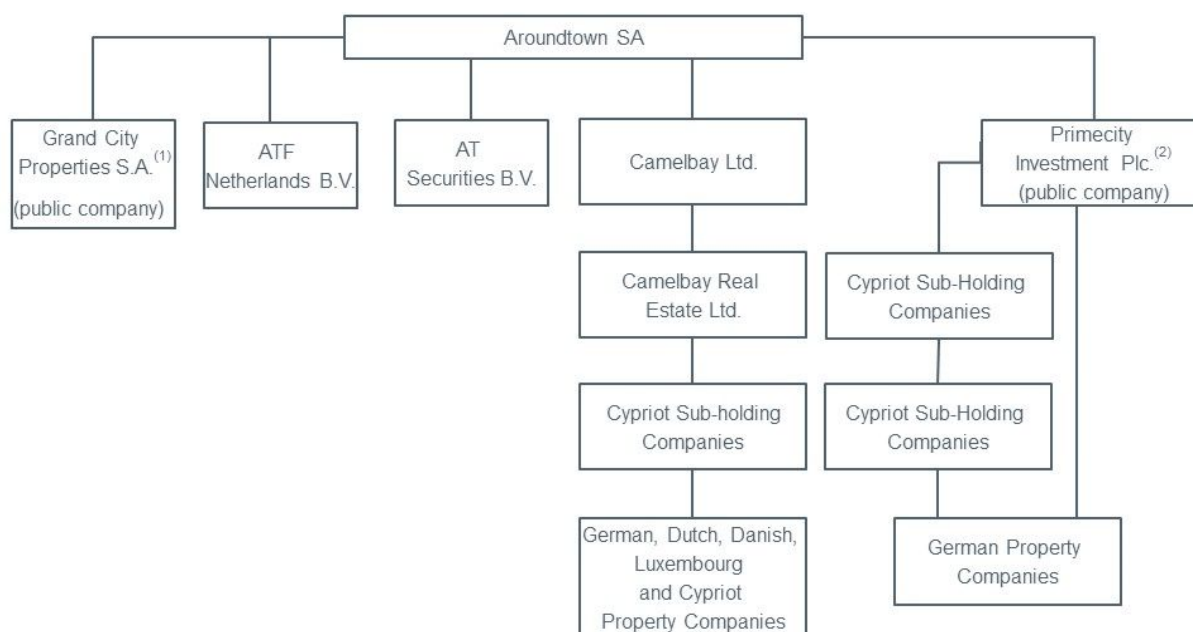 Aroundtown SA
Grand City
Properties S.A.(1)
(public company)
ATF
Netherlands B.V.
AT
Securities B.V.
Camelbay Ltd.
Primecity
Investment Plc.(2)
(public company)
Camelbay Real
Estate Ltd.
Cypriot Sub-Holding
Companies
Cypriot Sub-holding
Companies
Cypriot Sub-Holding
Companies
German, Dutch, Danish,
Luxembourg
and Cypriot
Property Companies
German Property
Companies